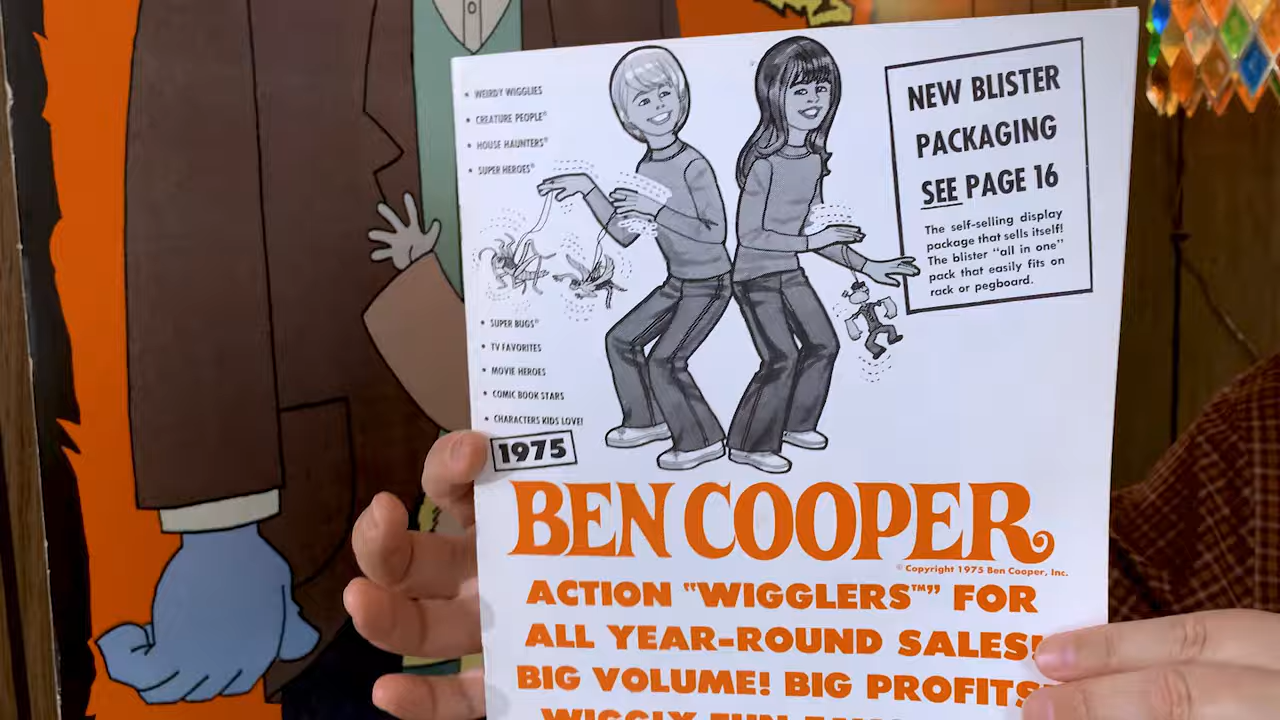 • WEIRDY WIGGLIES
• CREATURE PEOPLE®
• HOUSE HAUNTERS®
• SUPER HEROES®
NEW BLISTER
PACKAGING
SEE PAGE 16
The self-selling display
package that sells itself!
The blister "all in one"
pack that easily fits on
rack or pegboard.
• SUPER BUGS®
• TV FAVORITES
• MOVIE HEROES
• COMIC BOOK STARS
• CHARACTERS KIDS LOVE!
1975
BEN COOPER
© Copyright 1975 Ben Cooper, Inc.
ACTION "WIGGLERS™" FOR
ALL YEAR-ROUND SALES!
BIG VOLUME! BIG PROFITS
WIGGLY FUN